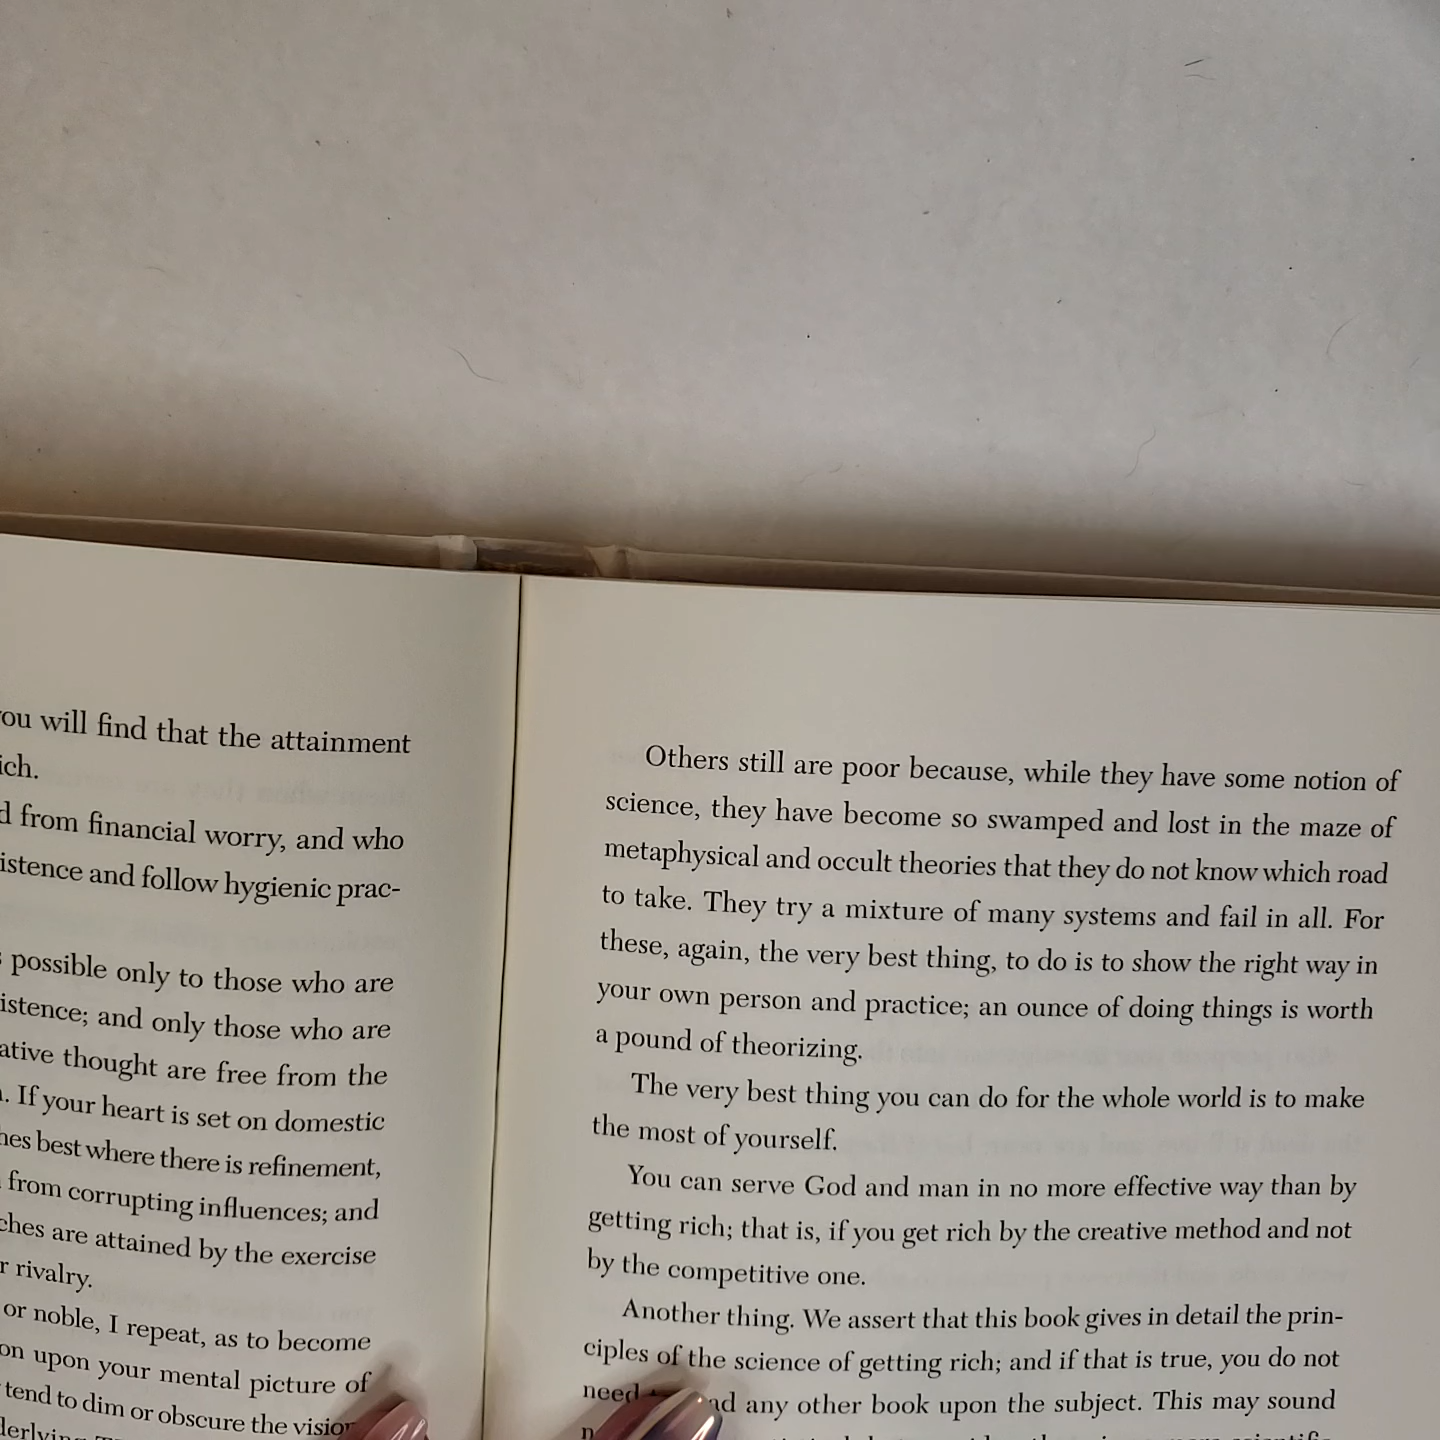 you will find that the attainment
ich.
d from financial worry, and who
istence and follow hygienic prac-
s possible only to those who are
istence; and only those who are
ative thought are free from the
. If your heart is set on domestic
hes best where there is refinement,
from corrupting influences; and
ches are attained by the exercise
r rivalry.
or noble, I repeat, as to become
on upon your mental picture of
tend to dim or obscure the vision
Others still are poor because, while they have some notion of
science, they have become so swamped and lost in the maze of
metaphysical and occult theories that they do not know which road
to take. They try a mixture of many systems and fail in all. For
these, again, the very best thing, to do is to show the right way in
your own person and practice; an ounce of doing things is worth
a pound of theorizing.
The very best thing you can do for the whole world is to make
the most of yourself.
You can serve God and man in no more effective way than by
getting rich; that is, if you get rich by the creative method and not
by the competitive one.
Another thing. We assert that this book gives in detail the prin-
ciples of the science of getting rich; and if that is true, you do not
need any other book upon the subject. This may sound